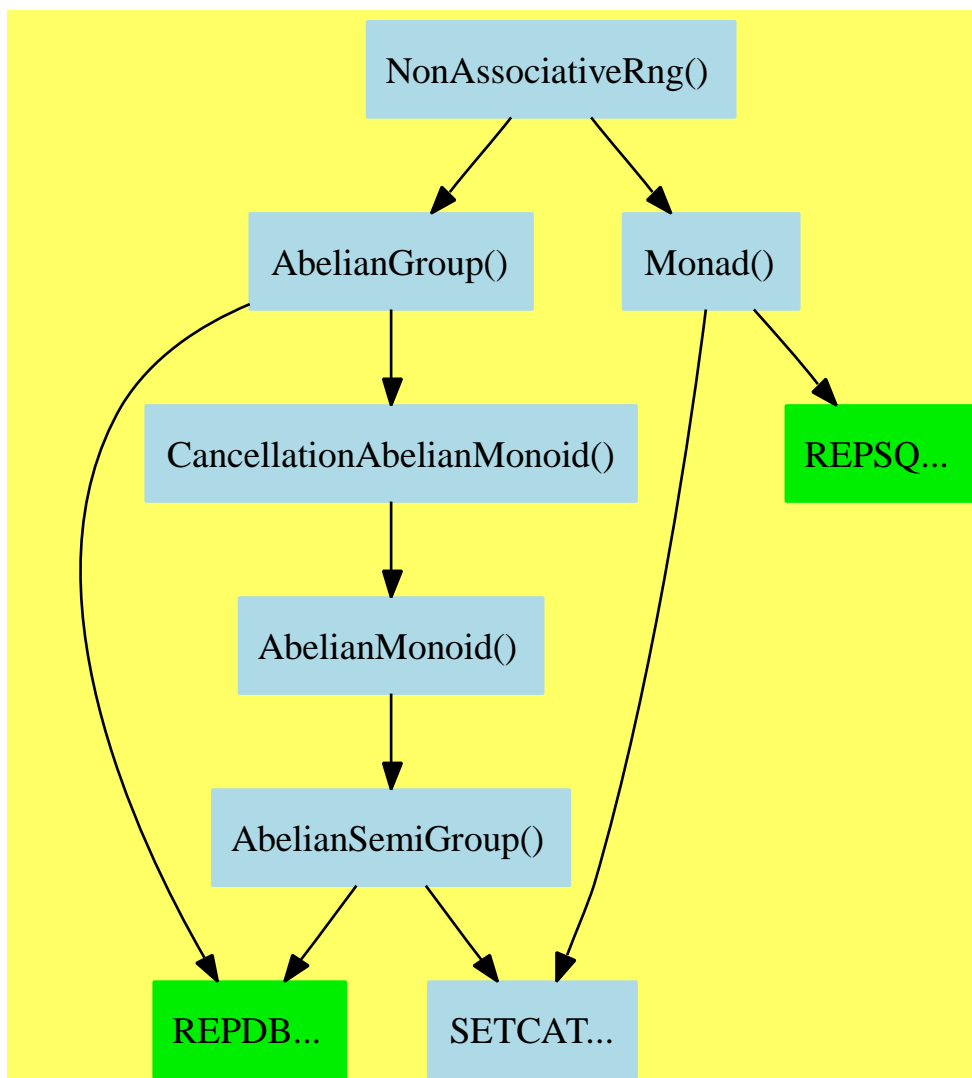 NonAssociativeRng()
AbelianGroup()
Monad()
CancellationAbelianMonoid()
REPSQ...
AbelianMonoid()
AbelianSemiGroup()
REPDB...
SETCAT...